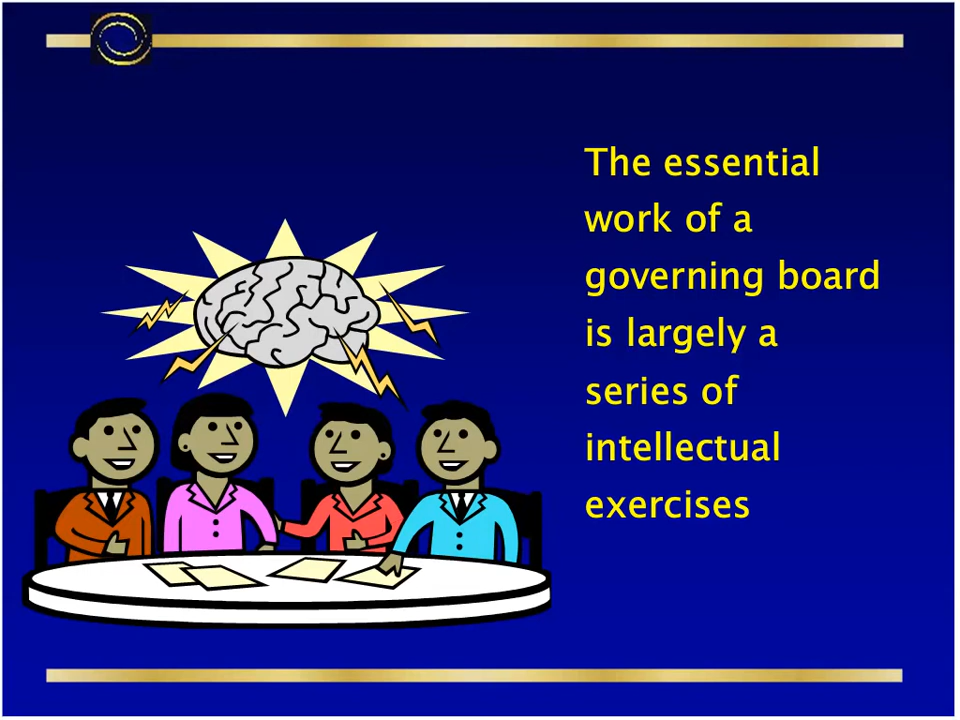 The essential
work of a
governing board
is largely a
series of
intellectual
exercises